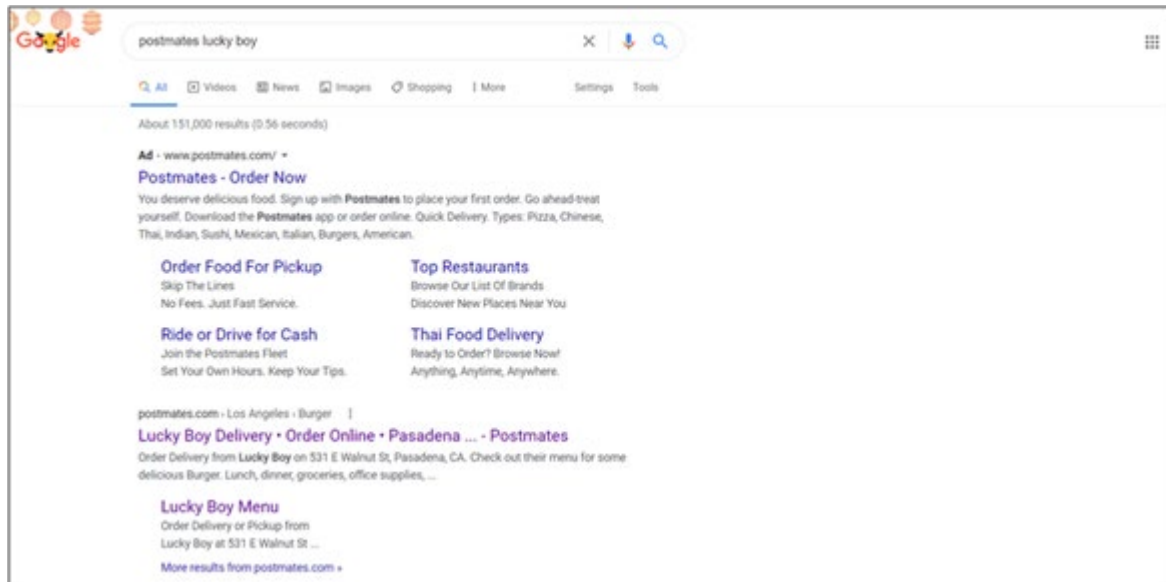 Google
postmates lucky boy
All Videos News Images Shopping More Settings Tools
About 151,000 results (0.56 seconds)
Ad · www.postmates.com/
Postmates - Order Now
You deserve delicious food. Sign up with Postmates to place your first order. Go ahead-treat
yourself. Download the Postmates app or order online. Quick Delivery. Types: Pizza, Chinese,
Thai, Indian, Sushi, Mexican, Italian, Burgers, American.
Order Food For Pickup
Skip The Lines
No Fees. Just Fast Service.
Top Restaurants
Browse Our List Of Brands
Discover New Places Near You
Ride or Drive for Cash
Join the Postmates Fleet
Set Your Own Hours. Keep Your Tips.
Thai Food Delivery
Ready to Order? Browse Now!
Anything, Anytime, Anywhere.
postmates.com › Los Angeles › Burger
Lucky Boy Delivery • Order Online • Pasadena ... - Postmates
Order Delivery from Lucky Boy on 531 E Walnut St, Pasadena, CA. Check out their menu for some
delicious Burger. Lunch, dinner, groceries, office supplies, ...
Lucky Boy Menu
Order Delivery or Pickup from
Lucky Boy at 531 E Walnut St ...
More results from postmates.com »